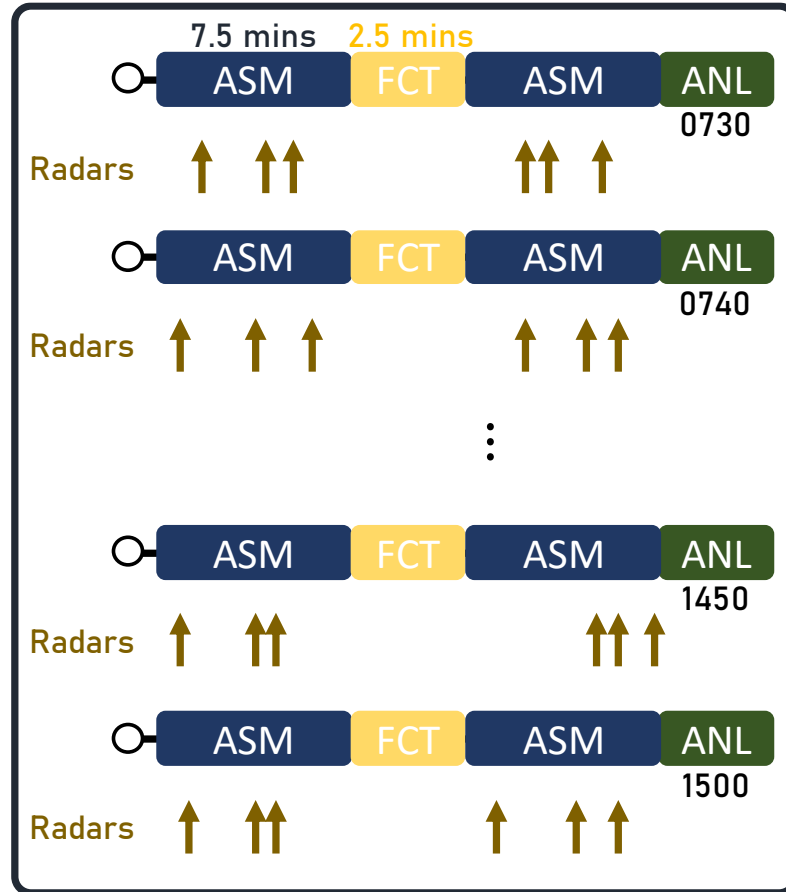 7.5 mins 2.5 mins
ASM FCT ASM ANL
0730
Radars
ASM FCT ASM ANL
0740
Radars
ASM FCT ASM ANL
1450
Radars
ASM FCT ASM ANL
1500
Radars